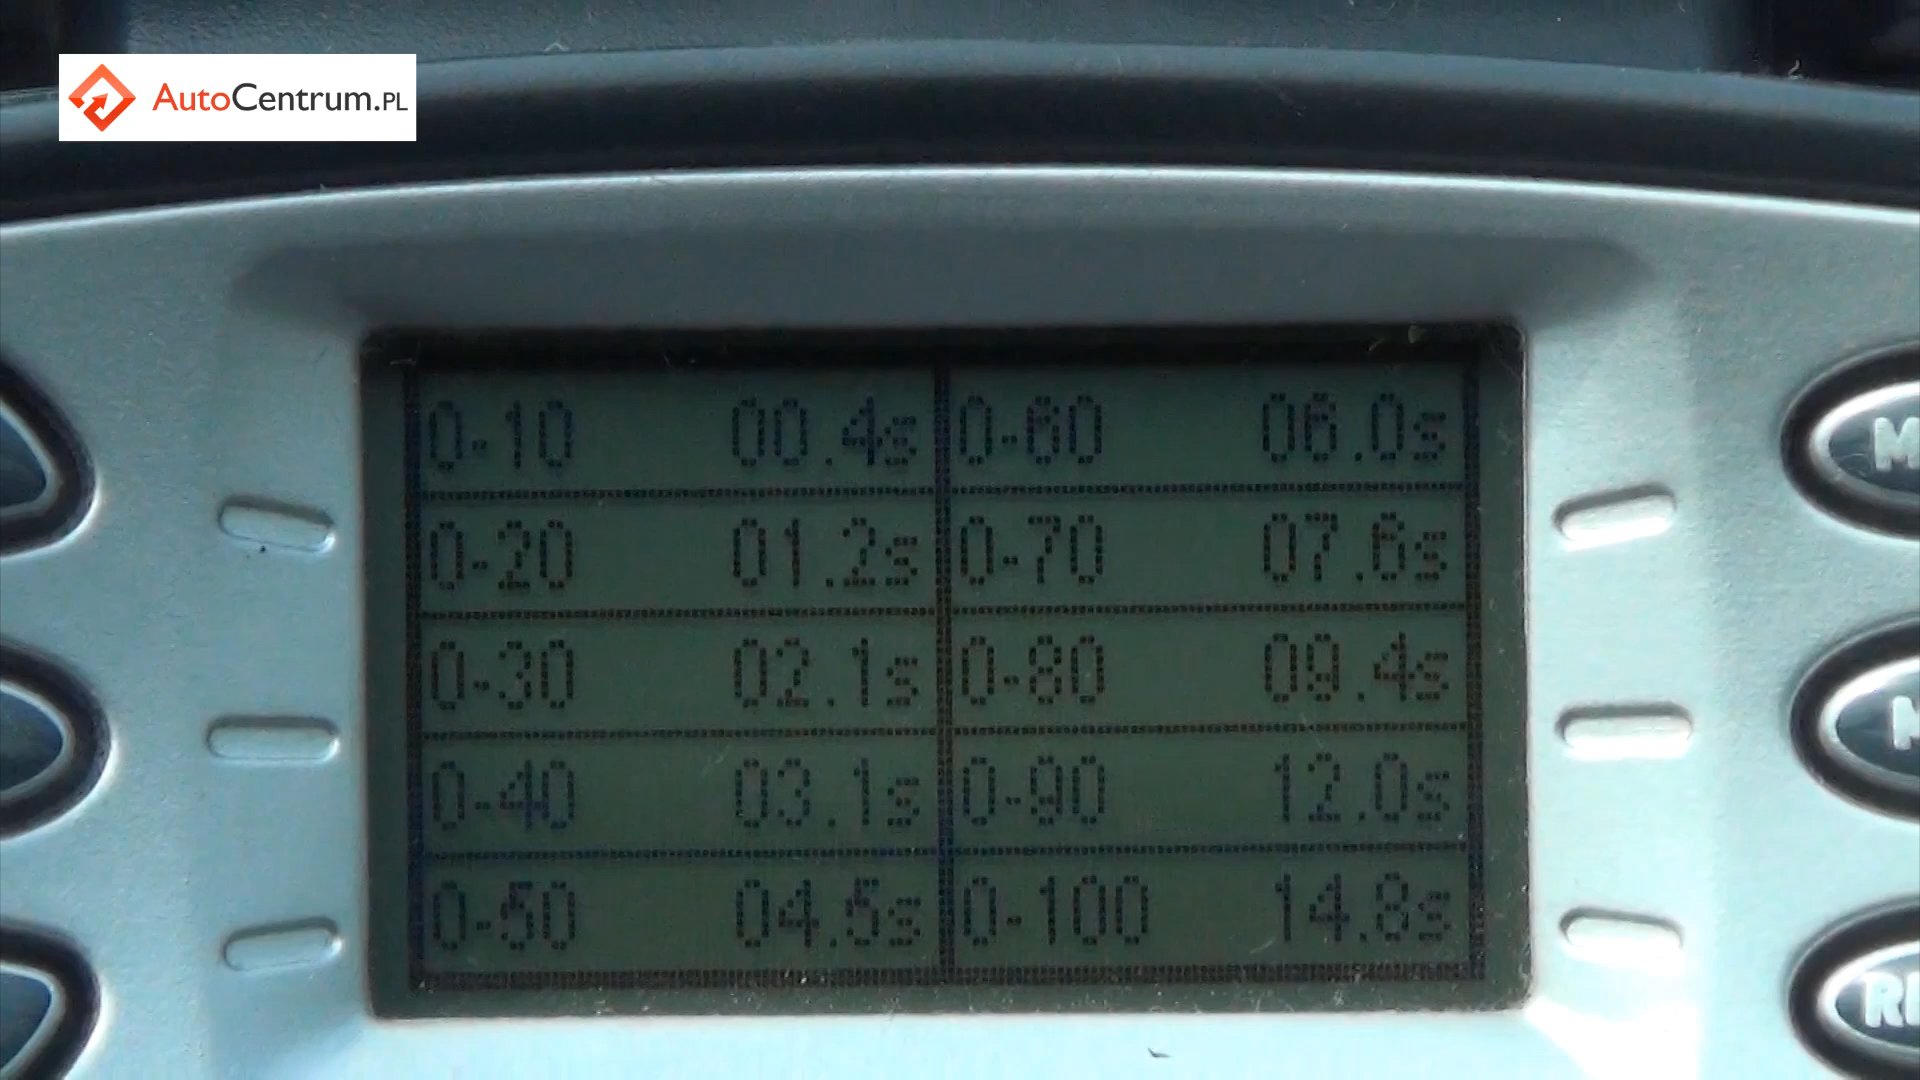 AutoCentrum.PL
0-10 00.4s 0-60 06.0s
0-20 01.2s 0-70 07.6s
0-30 02.1s 0-80 09.4s
0-40 03.1s 0-90 12.0s
0-50 04.5s 0-100 14.8s